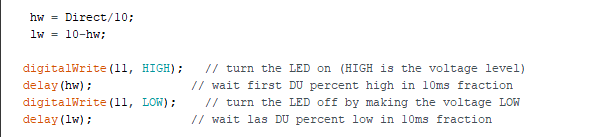 hw = Direct/10;
lw = 10-hw;
digitalWrite(11, HIGH);   // turn the LED on (HIGH is the voltage level)
delay(hw);               // wait first DU percent high in 10ms fraction
digitalWrite(11, LOW);    // turn the LED off by making the voltage LOW
delay(lw);               // wait las DU percent low in 10ms fraction